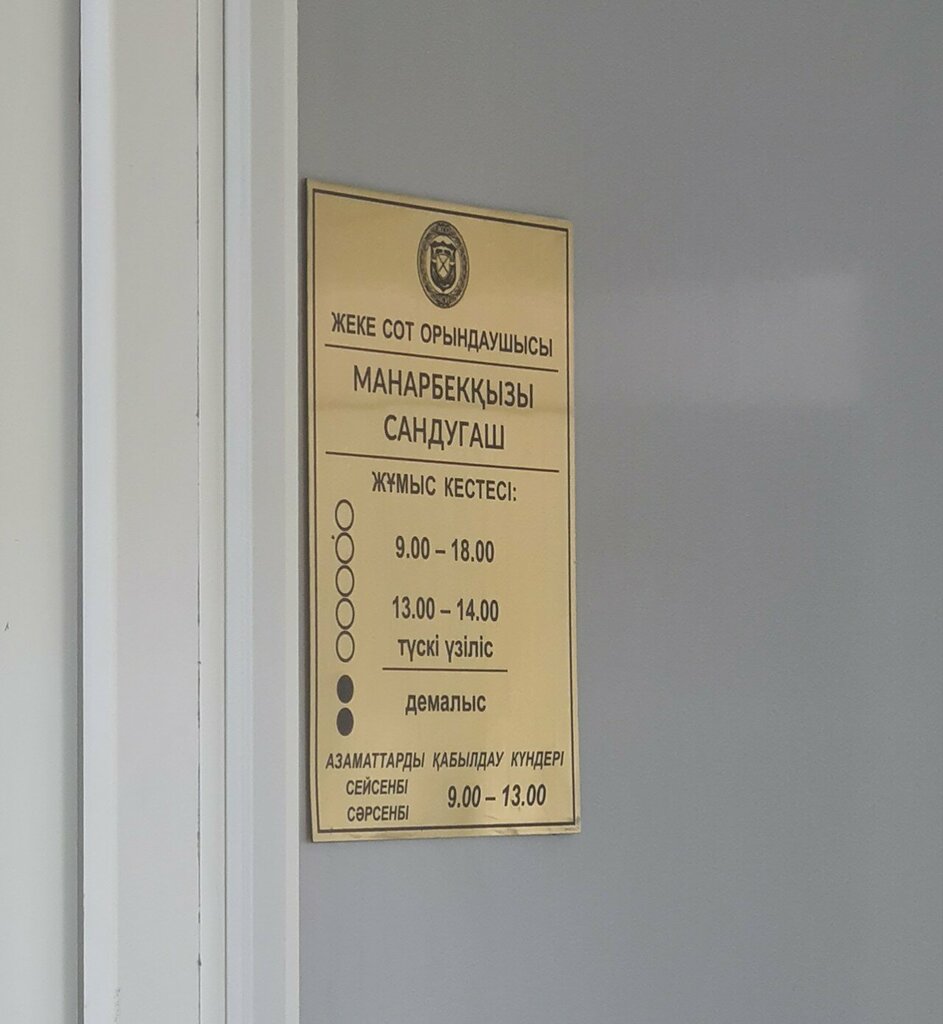 ЖЕКЕ СОТ ОРЫНДАУШЫСЫ
МАНАРБЕКҚЫЗЫ
САНДУГАШ
ЖҰМЫС КЕСТЕСІ:
9.00 – 18.00
13.00 – 14.00
түскі үзіліс
демалыс
АЗАМАТТАРДЫ ҚАБЫЛДАУ КҮНДЕРІ
СЕЙСЕНБІ
9.00 – 13.00
СӘРСЕНБІ